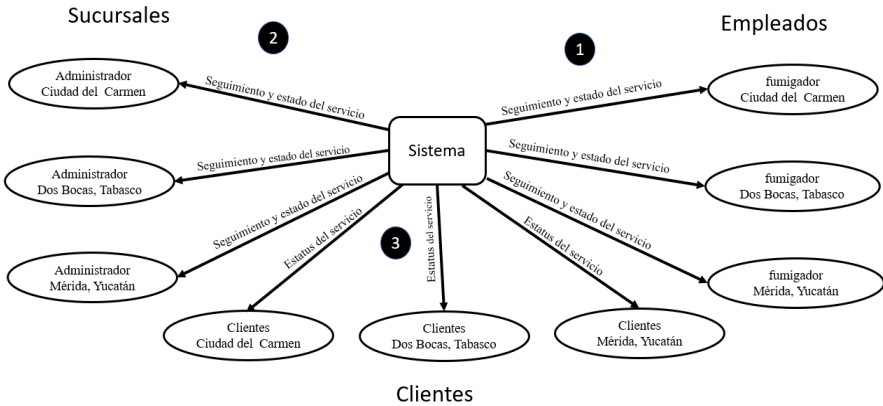 Sucursales
Empleados
2
1
Administrador
Ciudad del Carmen
Seguimiento y estado del servicio
Seguimiento y estado del servicio
fumigador
Ciudad del Carmen
Sistema
Administrador
Dos Bocas, Tabasco
Seguimiento y estado del servicio
Seguimiento y estado del servicio
fumigador
Dos Bocas, Tabasco
Seguimiento y estado del servicio
Seguimiento y estado del servicio
Administrador
Mérida, Yucatán
Estatus del servicio
3
Estatus del servicio
Estatus del servicio
fumigador
Mérida, Yucatán
Clientes
Ciudad del Carmen
Clientes
Dos Bocas, Tabasco
Clientes
Mérida, Yucatán
Clientes